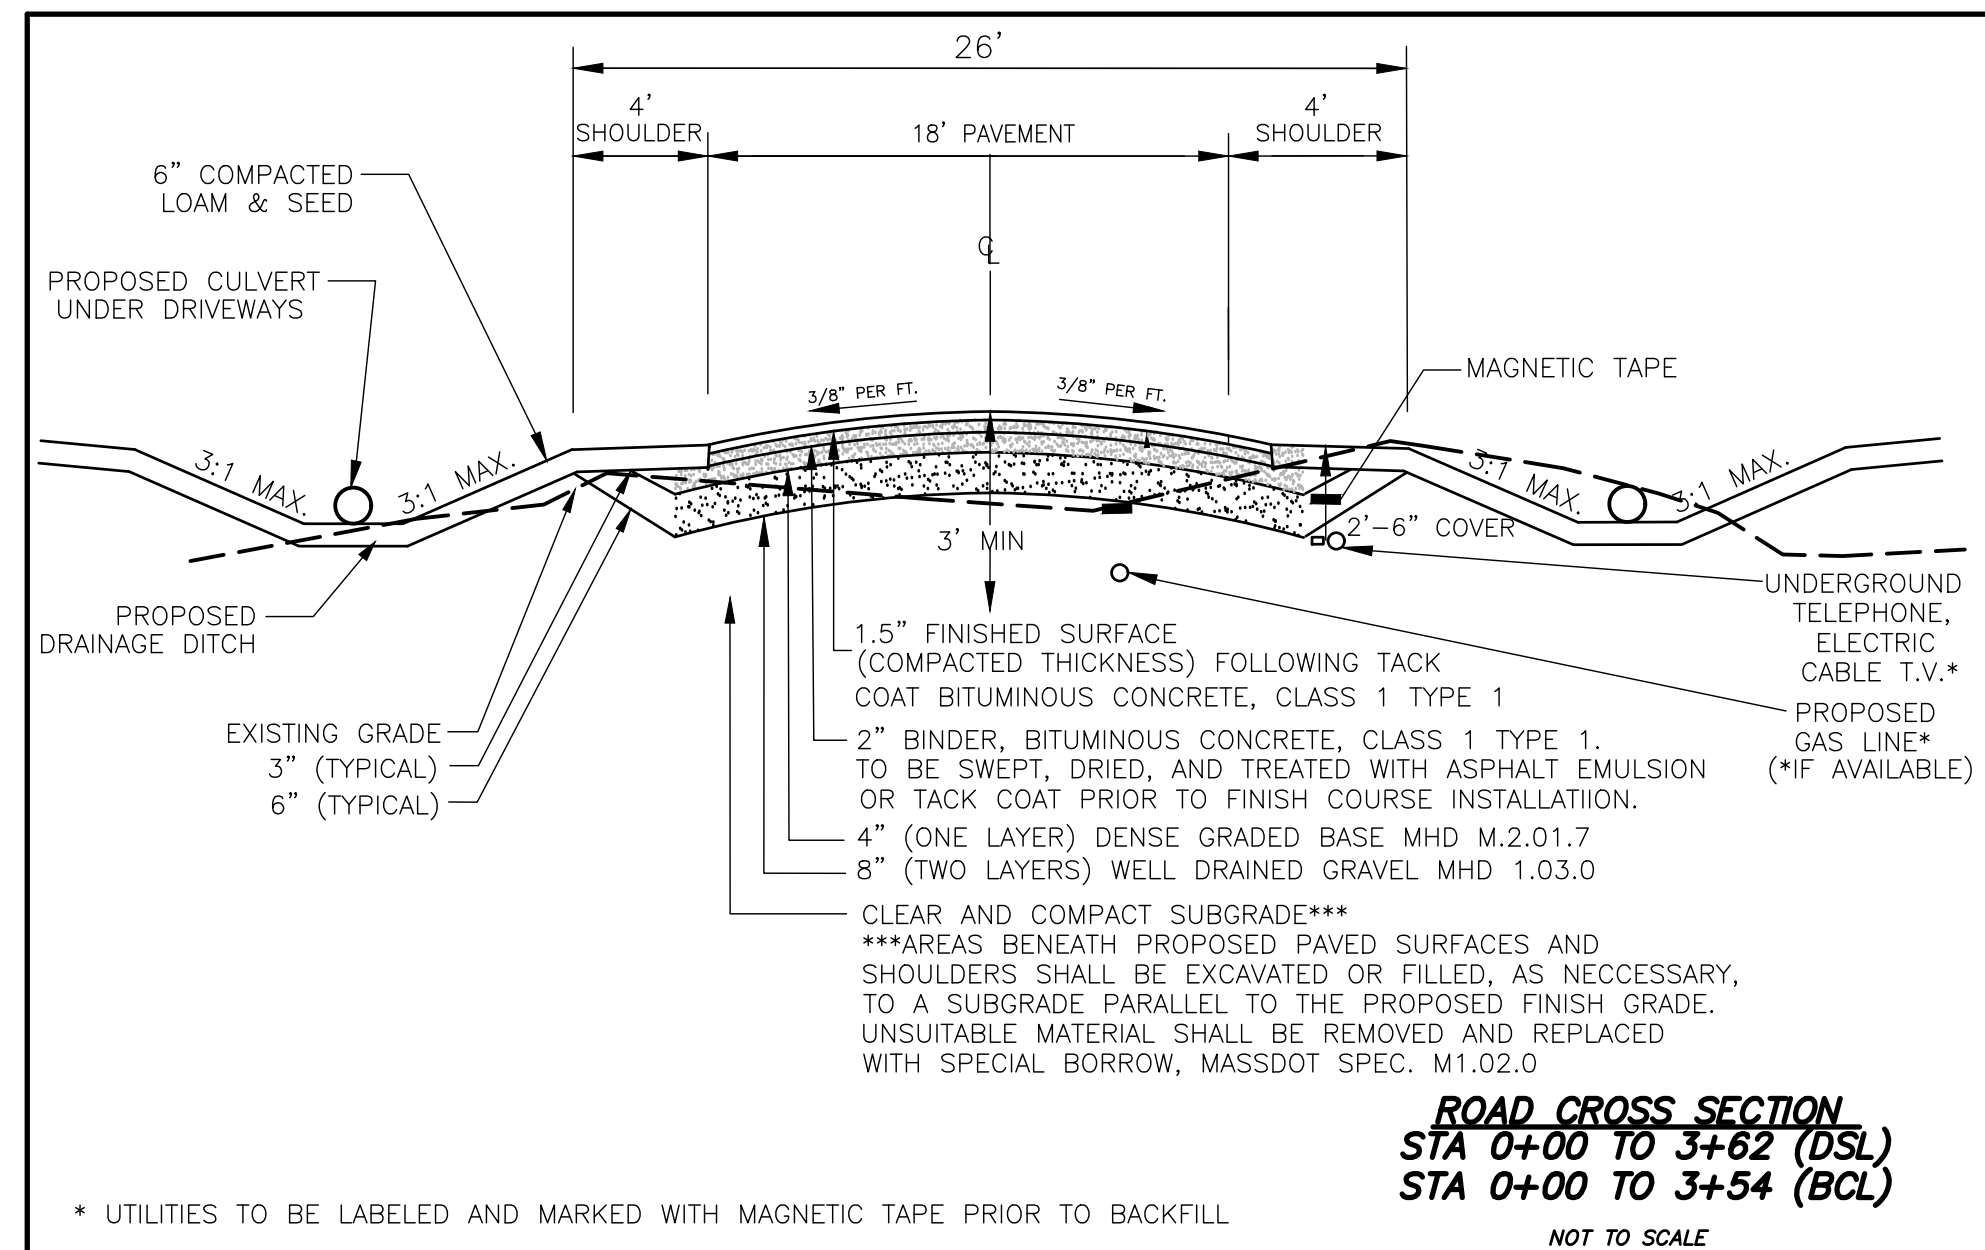 26'
4'
SHOULDER
18' PAVEMENT
4'
SHOULDER
6" COMPACTED
LOAM & SEED
PROPOSED CULVERT
UNDER DRIVEWAYS
℄
MAGNETIC TAPE
3/8" PER FT.
3/8" PER FT.
3:1 MAX.
3:1 MAX.
3:1 MAX.
3:1 MAX.
3' MIN
2'-6" COVER
PROPOSED
DRAINAGE DITCH
UNDERGROUND
TELEPHONE,
ELECTRIC
CABLE T.V.*
PROPOSED
GAS LINE*
(*IF AVAILABLE)
EXISTING GRADE
3" (TYPICAL)
6" (TYPICAL)
1.5" FINISHED SURFACE
(COMPACTED THICKNESS) FOLLOWING TACK
COAT BITUMINOUS CONCRETE, CLASS 1 TYPE 1
2" BINDER, BITUMINOUS CONCRETE, CLASS 1 TYPE 1.
TO BE SWEPT, DRIED, AND TREATED WITH ASPHALT EMULSION
OR TACK COAT PRIOR TO FINISH COURSE INSTALLATIION.
4" (ONE LAYER) DENSE GRADED BASE MHD M.2.01.7
8" (TWO LAYERS) WELL DRAINED GRAVEL MHD 1.03.0
CLEAR AND COMPACT SUBGRADE***
***AREAS BENEATH PROPOSED PAVED SURFACES AND
SHOULDERS SHALL BE EXCAVATED OR FILLED, AS NECCESSARY,
TO A SUBGRADE PARALLEL TO THE PROPOSED FINISH GRADE.
UNSUITABLE MATERIAL SHALL BE REMOVED AND REPLACED
WITH SPECIAL BORROW, MASSDOT SPEC. M1.02.0
ROAD CROSS SECTION
STA 0+00 TO 3+62 (DSL)
STA 0+00 TO 3+54 (BCL)
NOT TO SCALE
* UTILITIES TO BE LABELED AND MARKED WITH MAGNETIC TAPE PRIOR TO BACKFILL